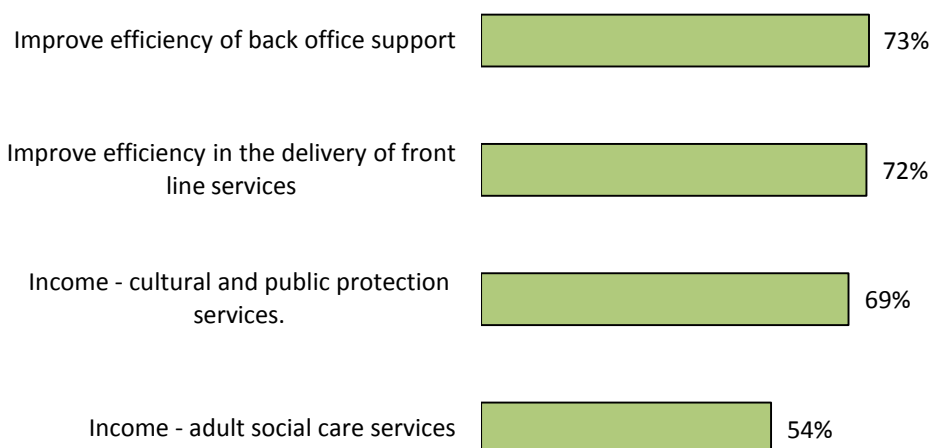 Improve efficiency of back office support
73%
Improve efficiency in the delivery of front
line services
72%
Income - cultural and public protection
services.
69%
Income - adult social care services
54%